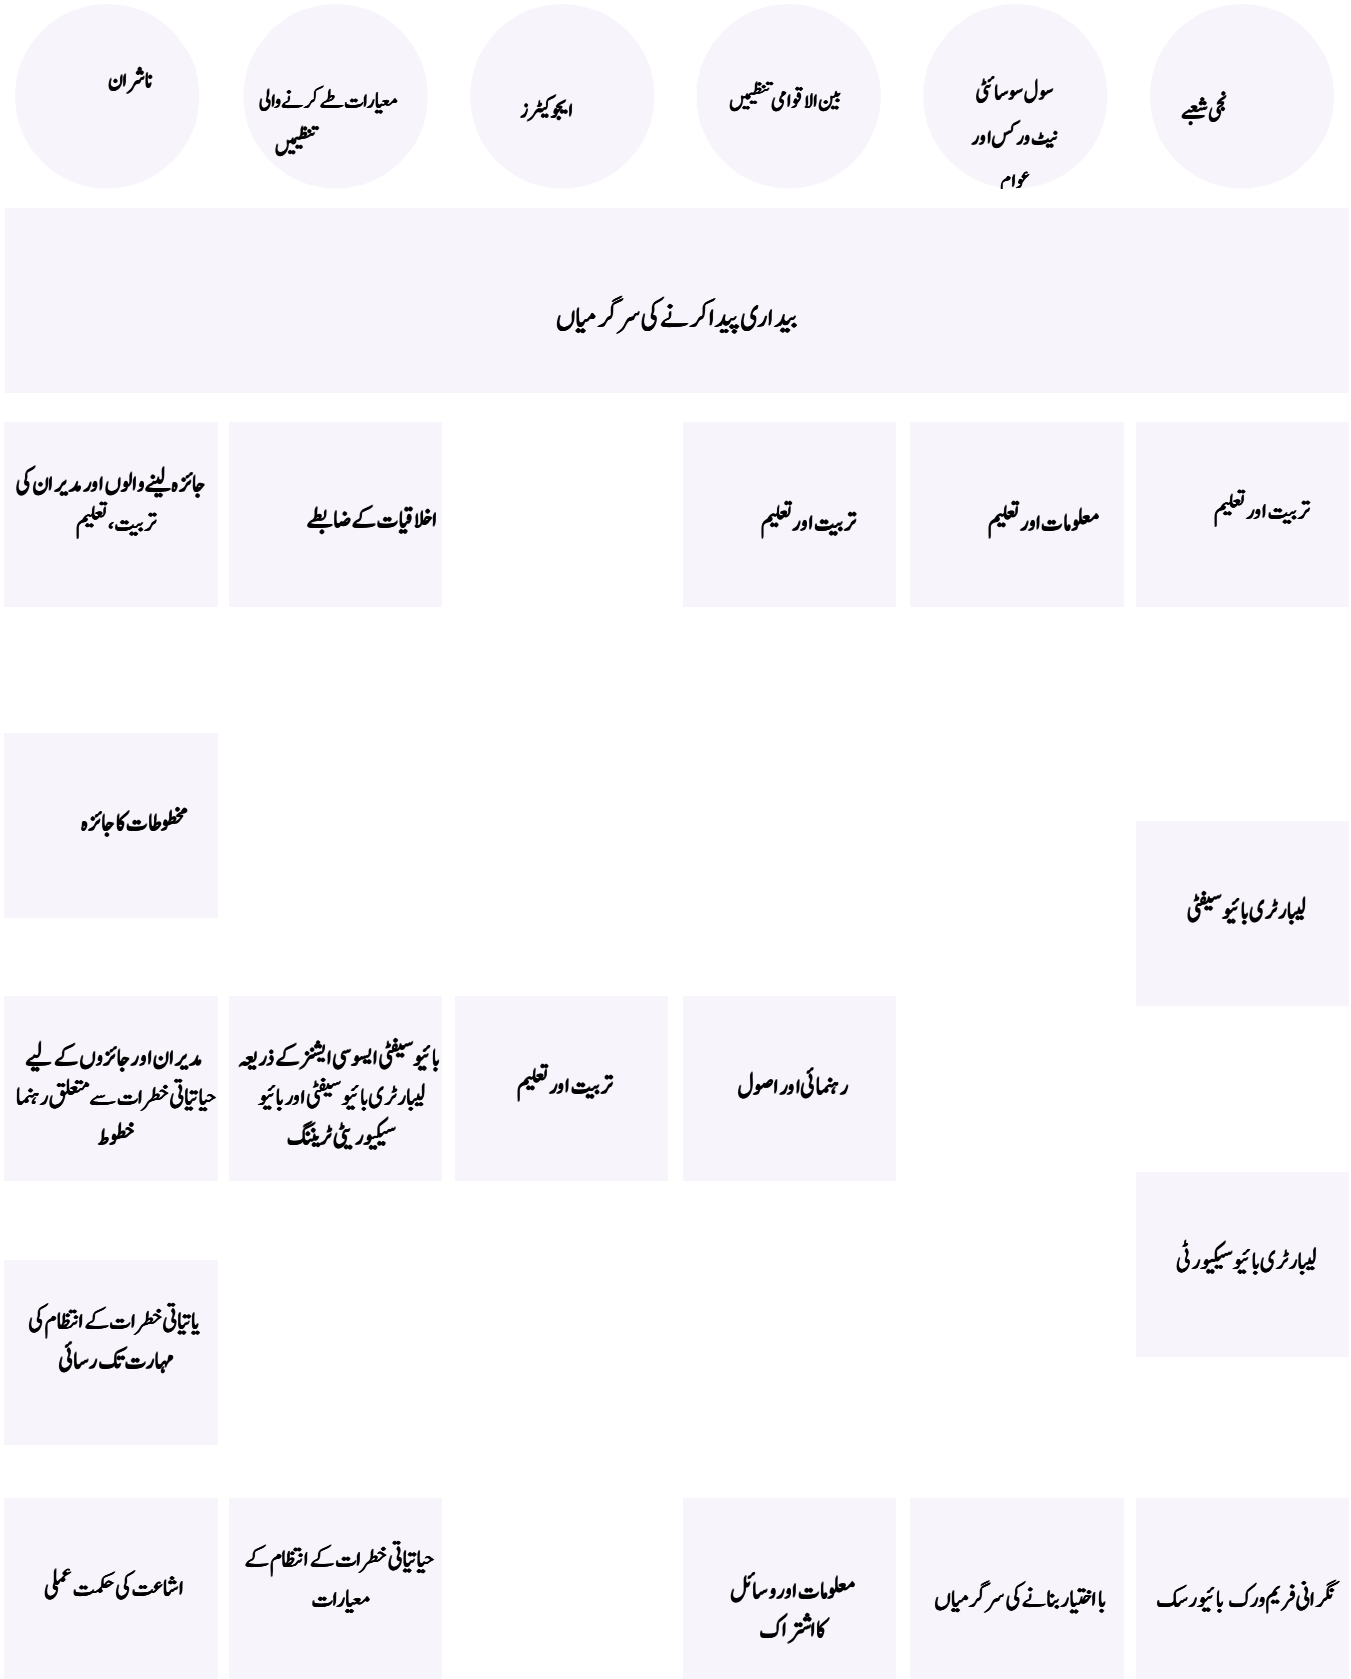 نجی شعبے
سول سوسائٹی
نیٹ ورکس اور
عوام
بین الاقوامی تنظیمیں
ایجوکیٹرز
معیارات طے کرنے والی
تنظیمیں
ناشران
بیداری پیدا کرنے کی سرگرمیاں
تربیت اور تعلیم
معلومات اور تعلیم
تربیت اور تعلیم
اخلاقیات کے ضابطے
جائزہ لینے والوں اور مدیران کی
تربیت، تعلیم
مخطوطات کا جائزہ
لیبارٹری بائیو سیفٹی
رہنمائی اور اصول
تربیت اور تعلیم
بائیو سیفٹی ایسوسی ایشنز کے ذریعہ
لیبارٹری بائیو سیفٹی اور بائیو
سیکیوریٹی ٹریننگ
مدیران اور جائزوں کے لیے
حیاتیاتی خطرات سے متعلق رہنما
خطوط
لیبارٹری بائیو سیکیورٹی
یاتیاتی خطرات کے انتظام کی
مہارت تک رسائی
نگرانی فریم ورک بائیو رسک
بااختیار بنانے کی سرگرمیاں
معلومات اور وسائل
کا اشتراک
حیاتیاتی خطرات کے انتظام کے
معیارات
اشاعت کی حکمت عملی